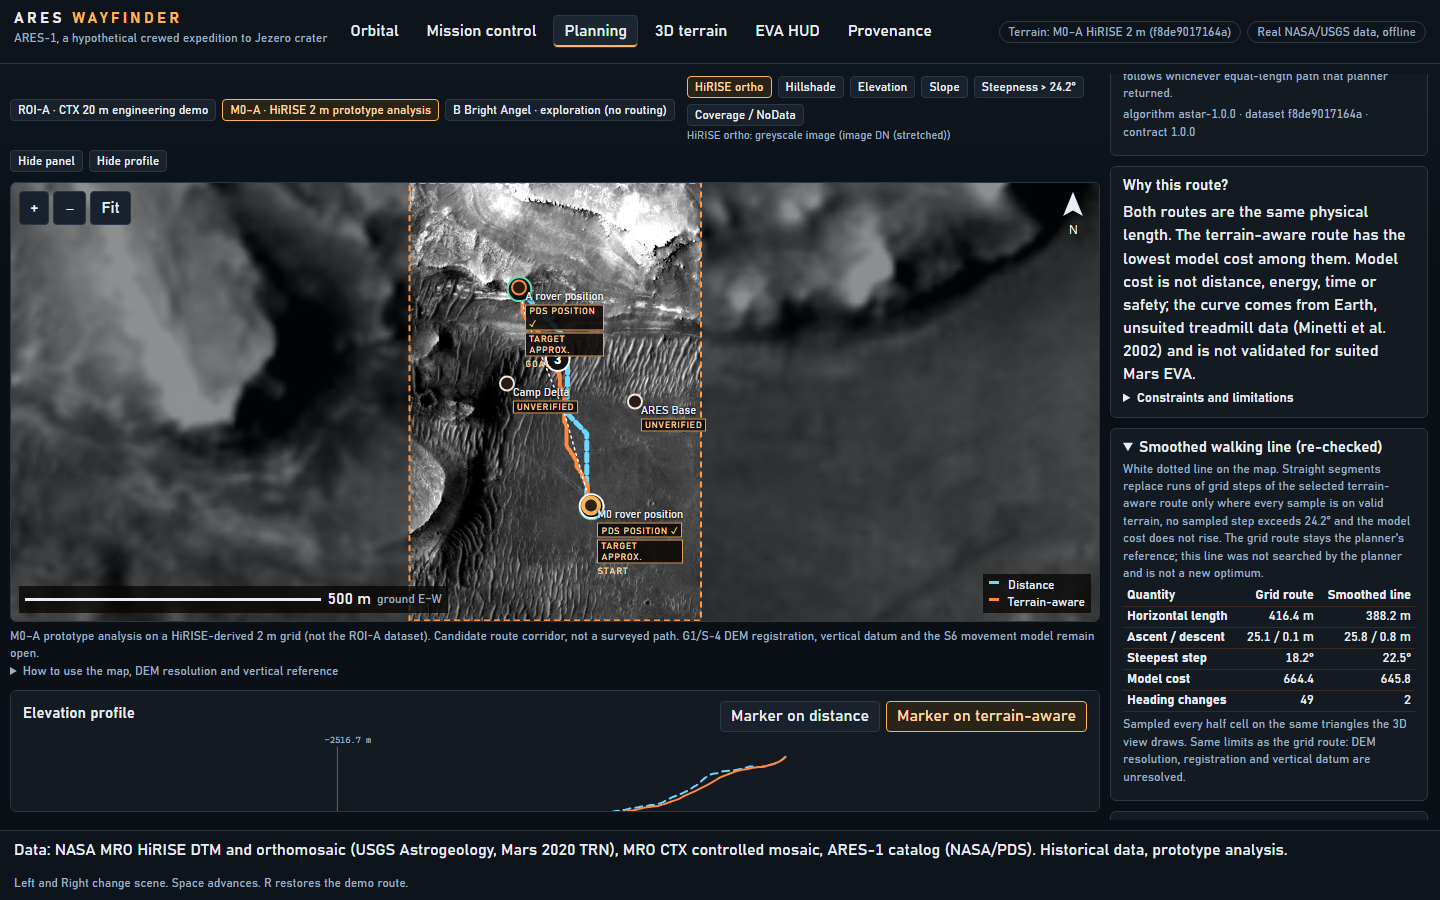 ARES WAYFINDER
ARES-1, a hypothetical crewed expedition to Jezero crater
Orbital
Mission control
Planning
3D terrain
EVA HUD
Provenance
Terrain: M0-A HiRISE 2 m (f8de9017164a)
Real NASA/USGS data, offline
ROI-A · CTX 20 m engineering demo
M0-A · HiRISE 2 m prototype analysis
B Bright Angel · exploration (no routing)
HiRISE ortho
Hillshade
Elevation
Slope
Steepness > 24.2°
Coverage / NoData
HiRISE ortho: greyscale image (image DN (stretched))
Hide panel
Hide profile
+
−
Fit
N
A rover position
PDS POSITION
✓
TARGET
APPROX.
GOA
3
Camp Delta
UNVERIFIED
ARES Base
UNVERIFIED
M0 rover position
PDS POSITION ✓
TARGET
APPROX.
START
500 m ground E-W
Distance
Terrain-aware
M0-A prototype analysis on a HiRISE-derived 2 m grid (not the ROI-A dataset). Candidate route corridor, not a surveyed path. G1/S-4 DEM registration, vertical datum and the S6 movement model remain
open.
▶ How to use the map, DEM resolution and vertical reference
Elevation profile
Marker on distance
Marker on terrain-aware
−2516.7 m
follows whichever equal-length path that planner
returned.
algorithm astar-1.0.0 · dataset f8de9017164a ·
contract 1.0.0
Why this route?
Both routes are the same physical
length. The terrain-aware route has the
lowest model cost among them. Model
cost is not distance, energy, time or
safety; the curve comes from Earth,
unsuited treadmill data (Minetti et al.
2002) and is not validated for suited
Mars EVA.
▶ Constraints and limitations
▼ Smoothed walking line (re-checked)
White dotted line on the map. Straight segments
replace runs of grid steps of the selected terrain-
aware route only where every sample is on valid
terrain, no sampled step exceeds 24.2° and the model
cost does not rise. The grid route stays the planner's
reference; this line was not searched by the planner
and is not a new optimum.
Quantity Grid route Smoothed line
Horizontal length 416.4 m 388.2 m
Ascent / descent 25.1 / 0.1 m 25.8 / 0.8 m
Steepest step 18.2° 22.5°
Model cost 664.4 645.8
Heading changes 49 2
Sampled every half cell on the same triangles the 3D
view draws. Same limits as the grid route: DEM
resolution, registration and vertical datum are
unresolved.
Data: NASA MRO HiRISE DTM and orthomosaic (USGS Astrogeology, Mars 2020 TRN), MRO CTX controlled mosaic, ARES-1 catalog (NASA/PDS). Historical data, prototype analysis.
Left and Right change scene. Space advances. R restores the demo route.